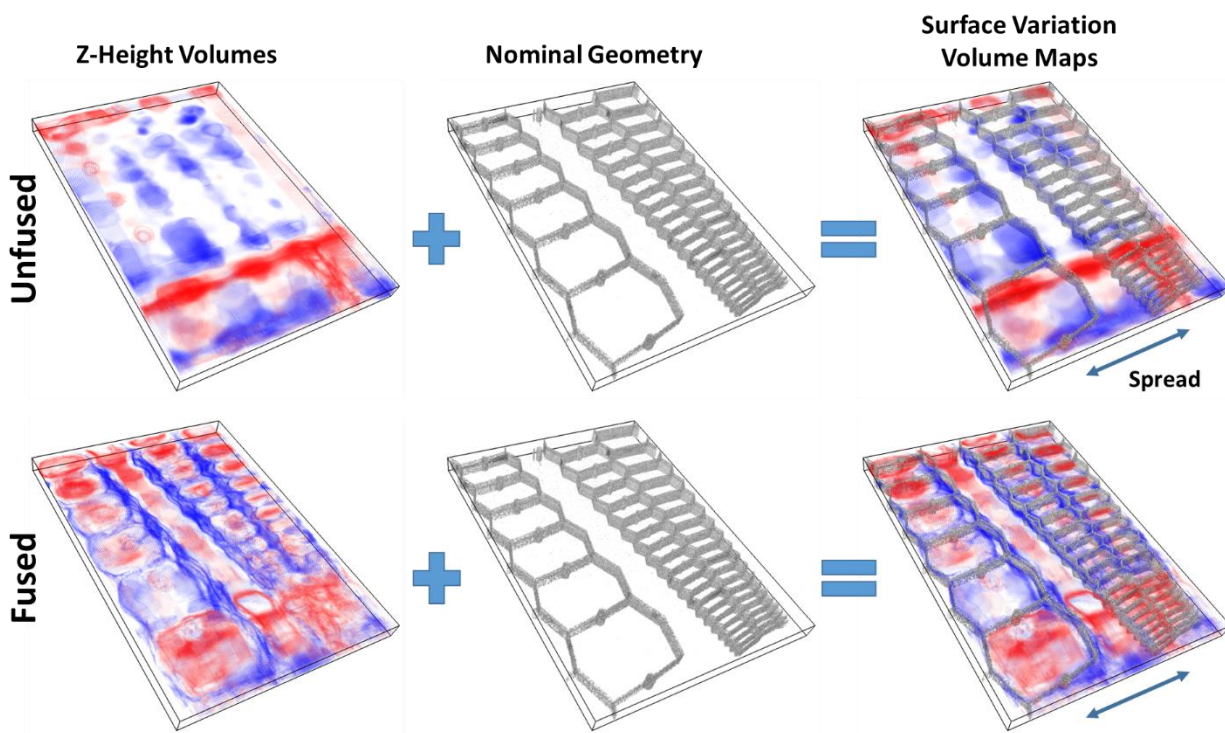 Z-Height Volumes
Nominal Geometry
Surface Variation
Volume Maps
Unfused
Spread
Fused